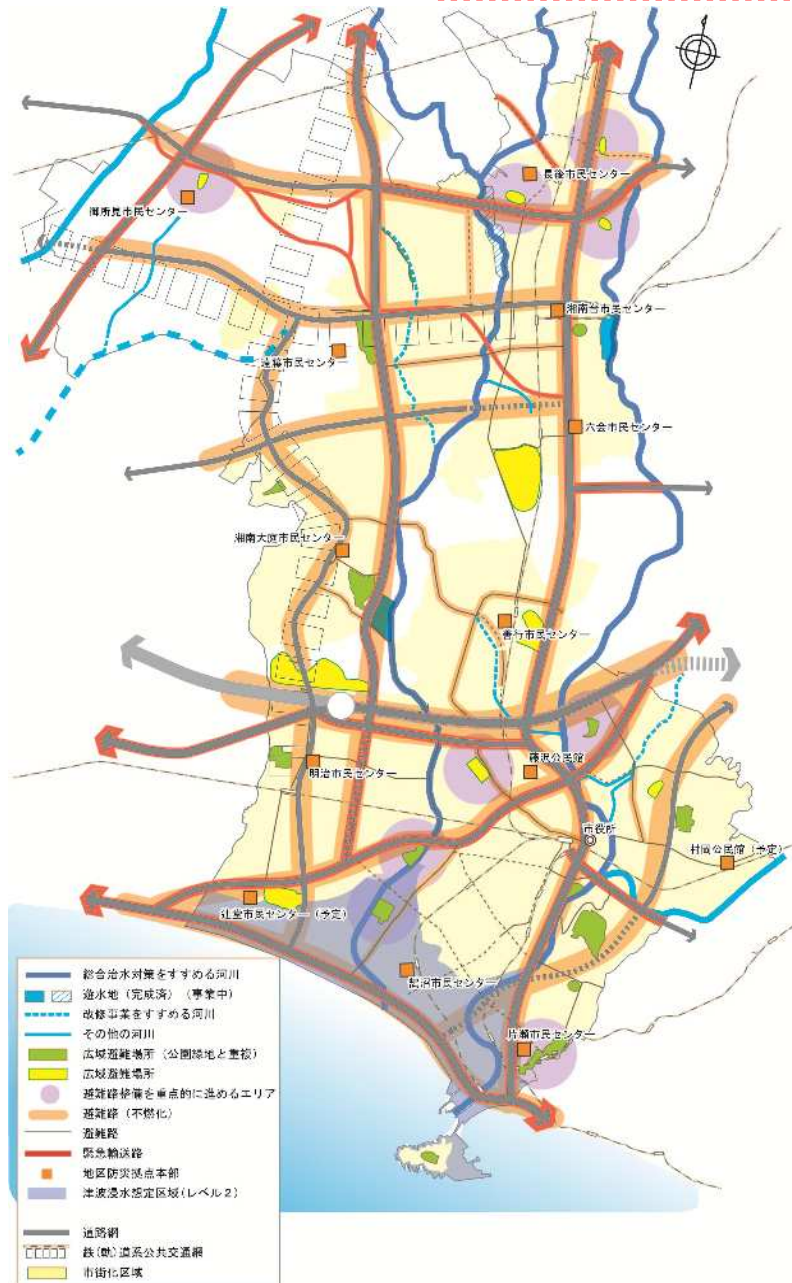 長後市民センター
御所見市民センター
湘南台市民センター
遠藤市民センター
六会市民センター
湘南大庭市民センター
善行市民センター
藤沢公民館
明治市民センター
市役所
村岡公民館(予定)
辻堂市民センター(予定)
鵠沼市民センター
片瀬市民センター
総合治水対策をすすめる河川
遊水地(完成済)(事業中)
改修事業をすすめる河川
その他の河川
広域避難場所(公園緑地と重複)
広域避難場所
避難路整備を重点的に進めるエリア
避難路(不燃化)
避難路
緊急輸送路
地区防災拠点本部
津波浸水想定区域(レベル2)
道路網
鉄(軌)道系公共交通網
市街化区域